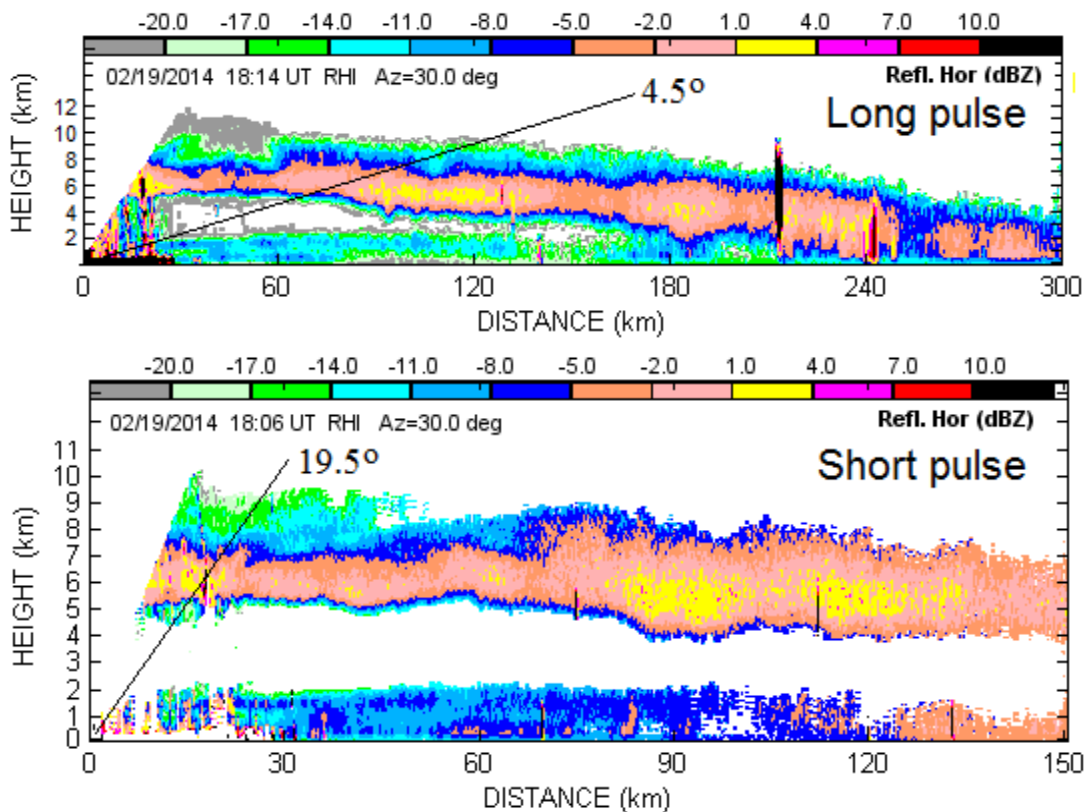 -20.0 -17.0 -14.0 -11.0 -8.0 -5.0 -2.0 1.0 4.0 7.0 10.0
02/19/2014 18:14 UT RHI Az=30.0 deg
Refl. Hor (dBZ)
4.5º
Long pulse
HEIGHT (km)
12
10
8
6
4
2
0 60 120 180 240 300
DISTANCE (km)
-20.0 -17.0 -14.0 -11.0 -8.0 -5.0 -2.0 1.0 4.0 7.0 10.0
02/19/2014 18:06 UT RHI Az=30.0 deg
Refl. Hor (dBZ)
19.5º
Short pulse
HEIGHT (km)
11
10
9
8
7
6
5
4
3
2
1
0
0 30 60 90 120 150
DISTANCE (km)